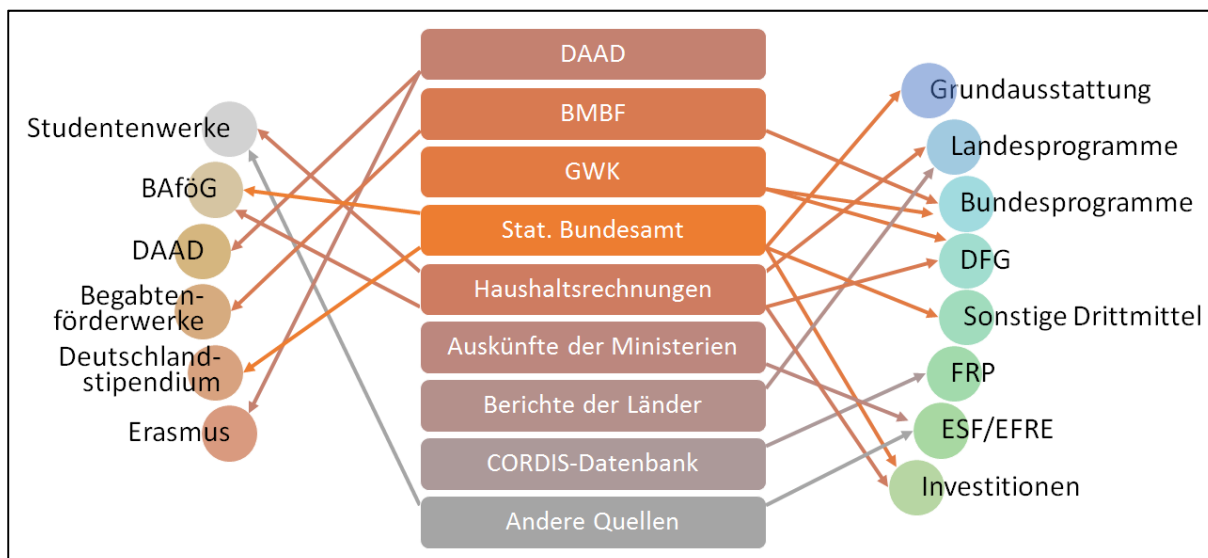 Studentenwerke
BAföG
DAAD
Begabten-
förderwerke
Deutschland-
stipendium
Erasmus
DAAD
BMBF
GWK
Stat. Bundesamt
Haushaltsrechnungen
Auskünfte der Ministerien
Berichte der Länder
CORDIS-Datenbank
Andere Quellen
Grundausstattung
Landesprogramme
Bundesprogramme
DFG
Sonstige Drittmittel
FRP
ESF/EFRE
Investitionen